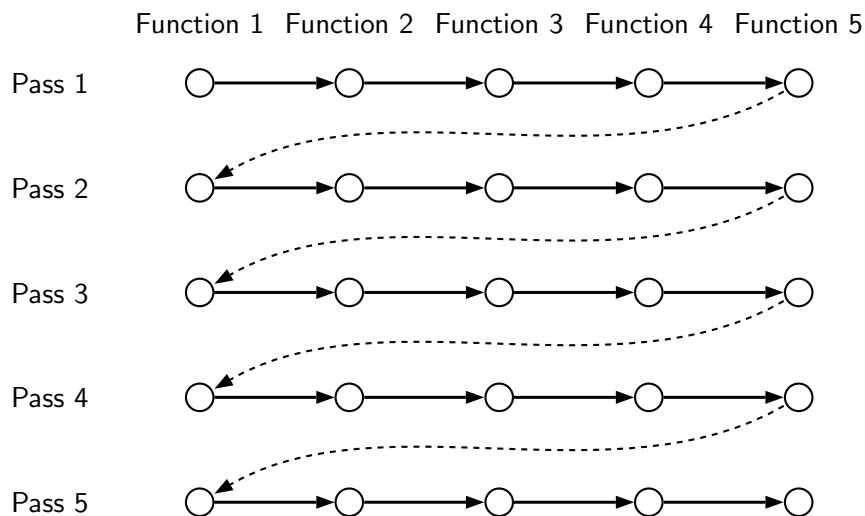 Function 1 Function 2 Function 3 Function 4 Function 5
Pass 1
Pass 2
Pass 3
Pass 4
Pass 5